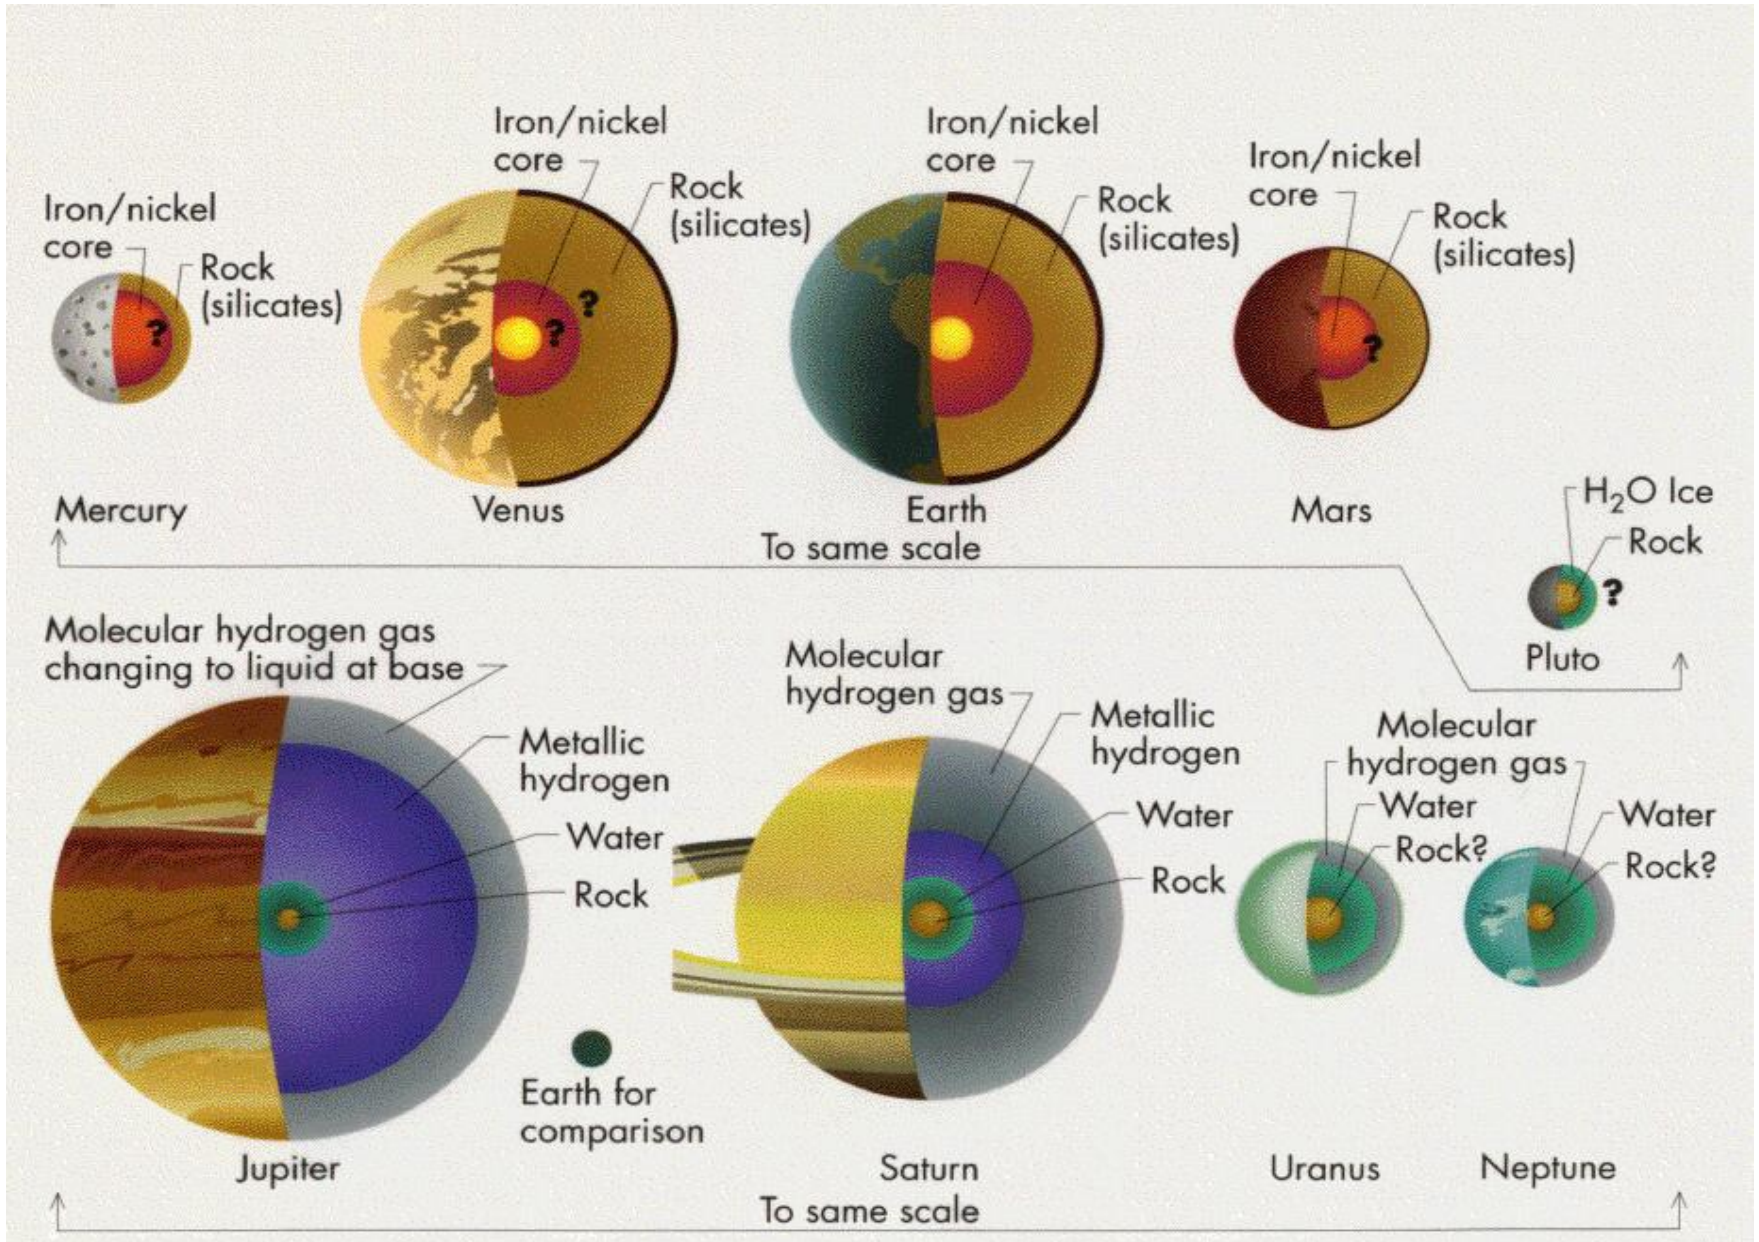 Iron/nickel
core
Rock
(silicates)
?
Mercury
Iron/nickel
core
Rock
(silicates)
?
?
Venus
Iron/nickel
core
Rock
(silicates)
Earth
Iron/nickel
core
Rock
(silicates)
?
Mars
To same scale
H₂O Ice
Rock
?
Pluto
Molecular hydrogen gas
changing to liquid at base
Metallic
hydrogen
Water
Rock
Jupiter
Earth for
comparison
Molecular
hydrogen gas
Metallic
hydrogen
Water
Rock
Saturn
Molecular
hydrogen gas
Water
Rock?
Uranus
Water
Rock?
Neptune
To same scale